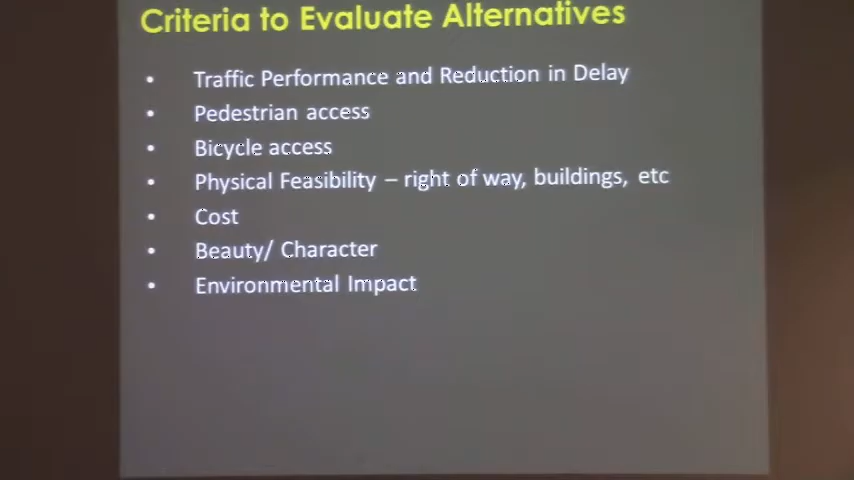 Criteria to Evaluate Alternatives
• Traffic Performance and Reduction in Delay
• Pedestrian access
• Bicycle access
• Physical Feasibility – right of way, buildings, etc
• Cost
• Beauty/ Character
• Environmental Impact